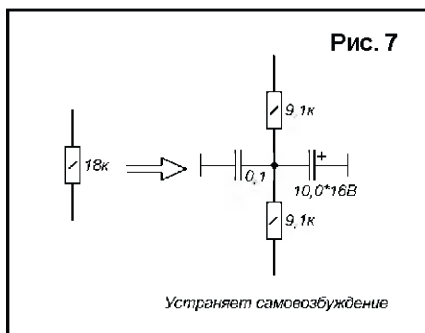 Рис. 7
9,1к
18к
+
0,1
10,0*16В
9,1к
Устраняет самовозбуждение